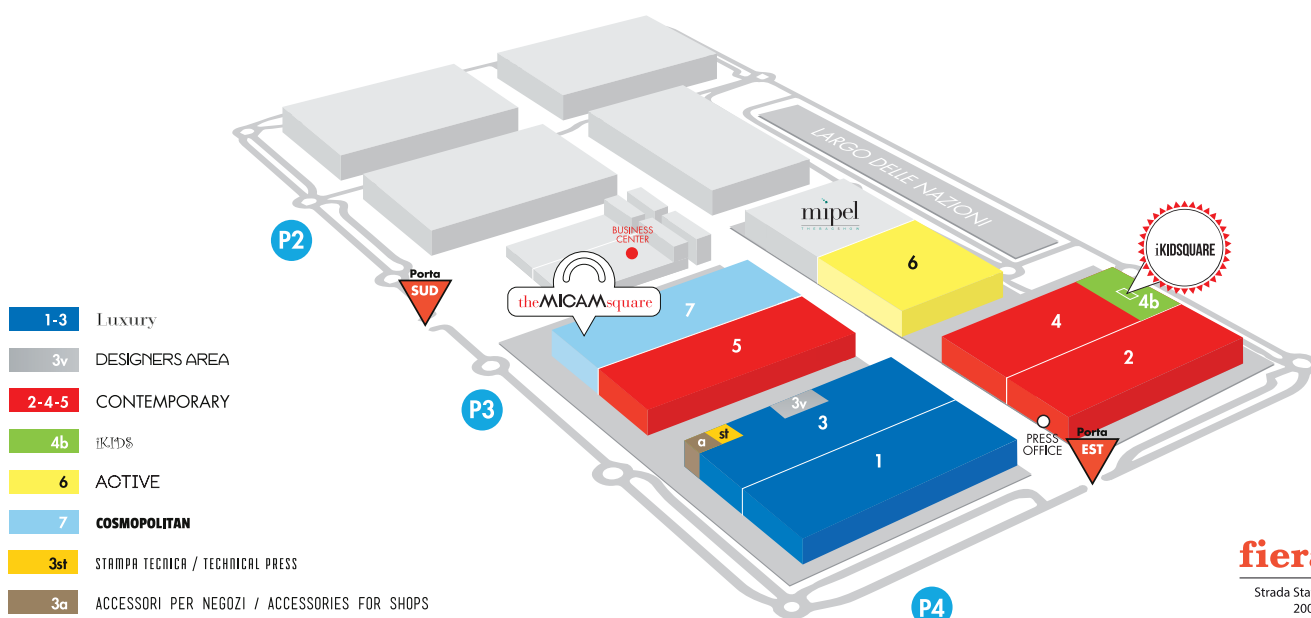 LARGO DELLE NAZIONI
mipel
THEBAGSHOW
BUSINESS
CENTER
iKIDSQUARE
P2
Porta
SUD
theMICAMsquare
6
4b
7
4
5
2
1-3 Luxury
3v DESIGNERS AREA
2-4-5 CONTEMPORARY
4b iKIDS
6 ACTIVE
7 COSMOPOLITAN
3st STAMPA TECNICA / TECHNICAL PRESS
3a ACCESSORI PER NEGOZI / ACCESSORIES FOR SHOPS
P3
3v
3
st
a
1
PRESS
OFFICE
Porta
EST
P4
fiera
Strada Sta
200